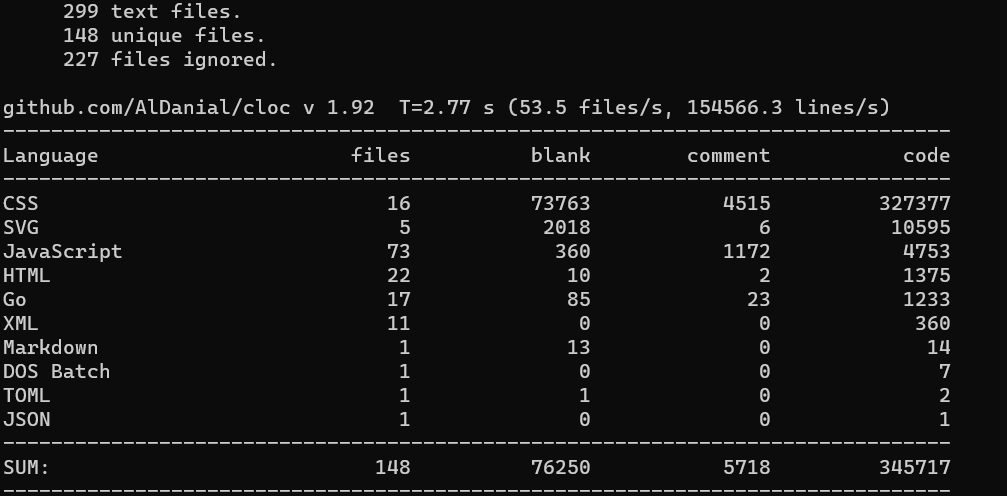 299 text files.
148 unique files.
227 files ignored.
github.com/AlDanial/cloc v 1.92  T=2.77 s (53.5 files/s, 154566.3 lines/s)
-------------------------------------------------------------------------------
Language                     files          blank        comment           code
-------------------------------------------------------------------------------
CSS                             16          73763           4515         327377
SVG                              5           2018              6          10595
JavaScript                      73            360           1172           4753
HTML                            22             10              2           1375
Go                              17             85             23           1233
XML                             11              0              0            360
Markdown                         1             13              0             14
DOS Batch                        1              0              0              7
TOML                             1              1              0              2
JSON                             1              0              0              1
-------------------------------------------------------------------------------
SUM:                           148          76250           5718         345717
-------------------------------------------------------------------------------